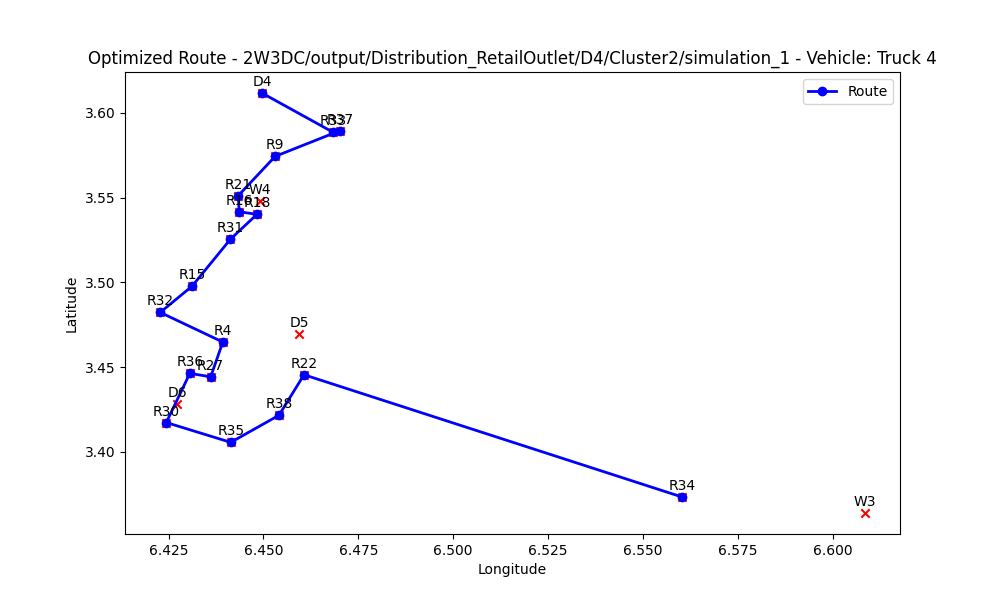 Optimized Route - 2W3DC/output/Distribution_RetailOutlet/D4/Cluster2/simulation_1 - Vehicle: Truck 4
Route
D4
R33
R37
R9
R21
W4
R16
R18
R31
R15
R32
D5
R4
R36
R27
R22
D6
R38
R30
R35
R34
W3
3.60
3.55
3.50
3.45
3.40
Latitude
6.425
6.450
6.475
6.500
6.525
6.550
6.575
6.600
Longitude